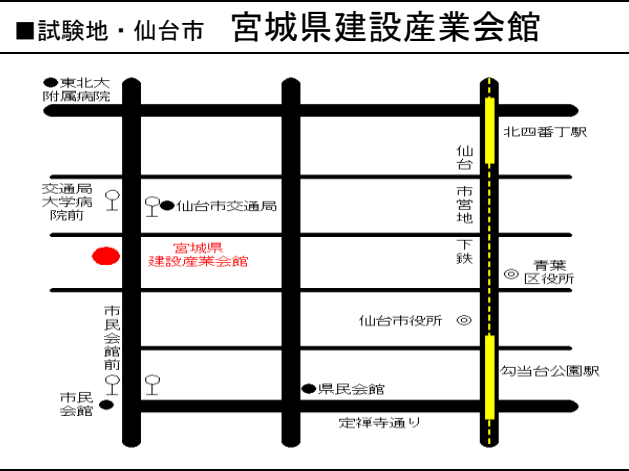 ■試験地・仙台市 宮城県建設産業会館
●東北大
附属病院
北四番丁駅
仙台市営地下鉄
交通局
大学病
院前
●仙台市交通局
宮城県
建設産業会館
青葉
◎区役所
仙台市役所 ◎
市民会館前
勾当台公園駅
●県民会館
市民
会館●
定禅寺通り